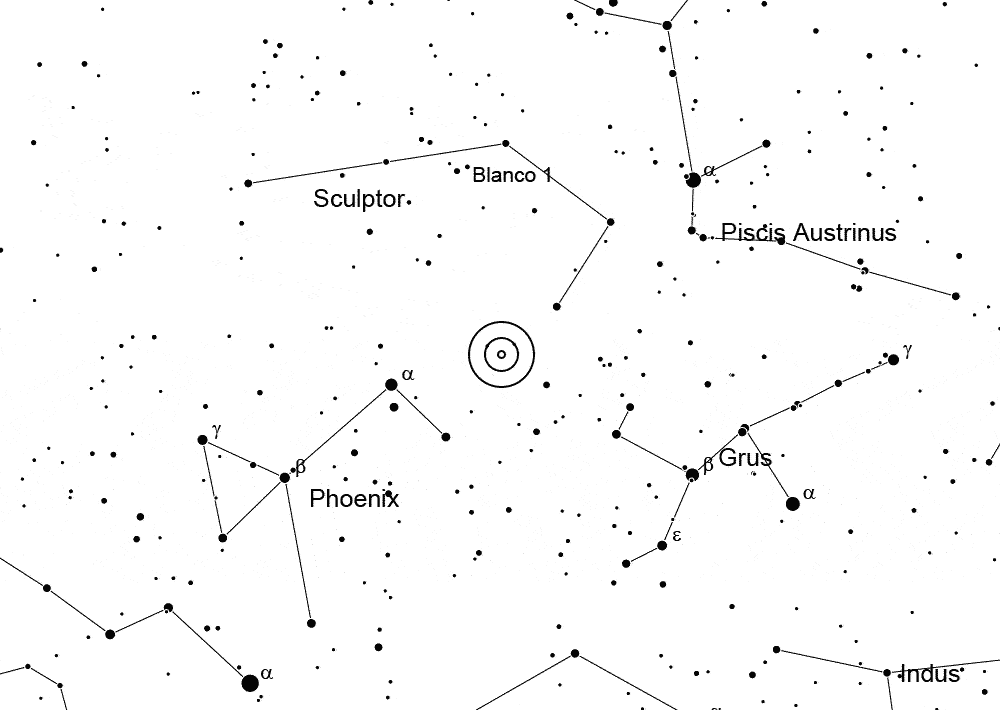 α
Blanco 1
Sculptor
Piscis Austrinus
γ
α
γ
β
Phoenix
β
Grus
α
ε
α
Indus